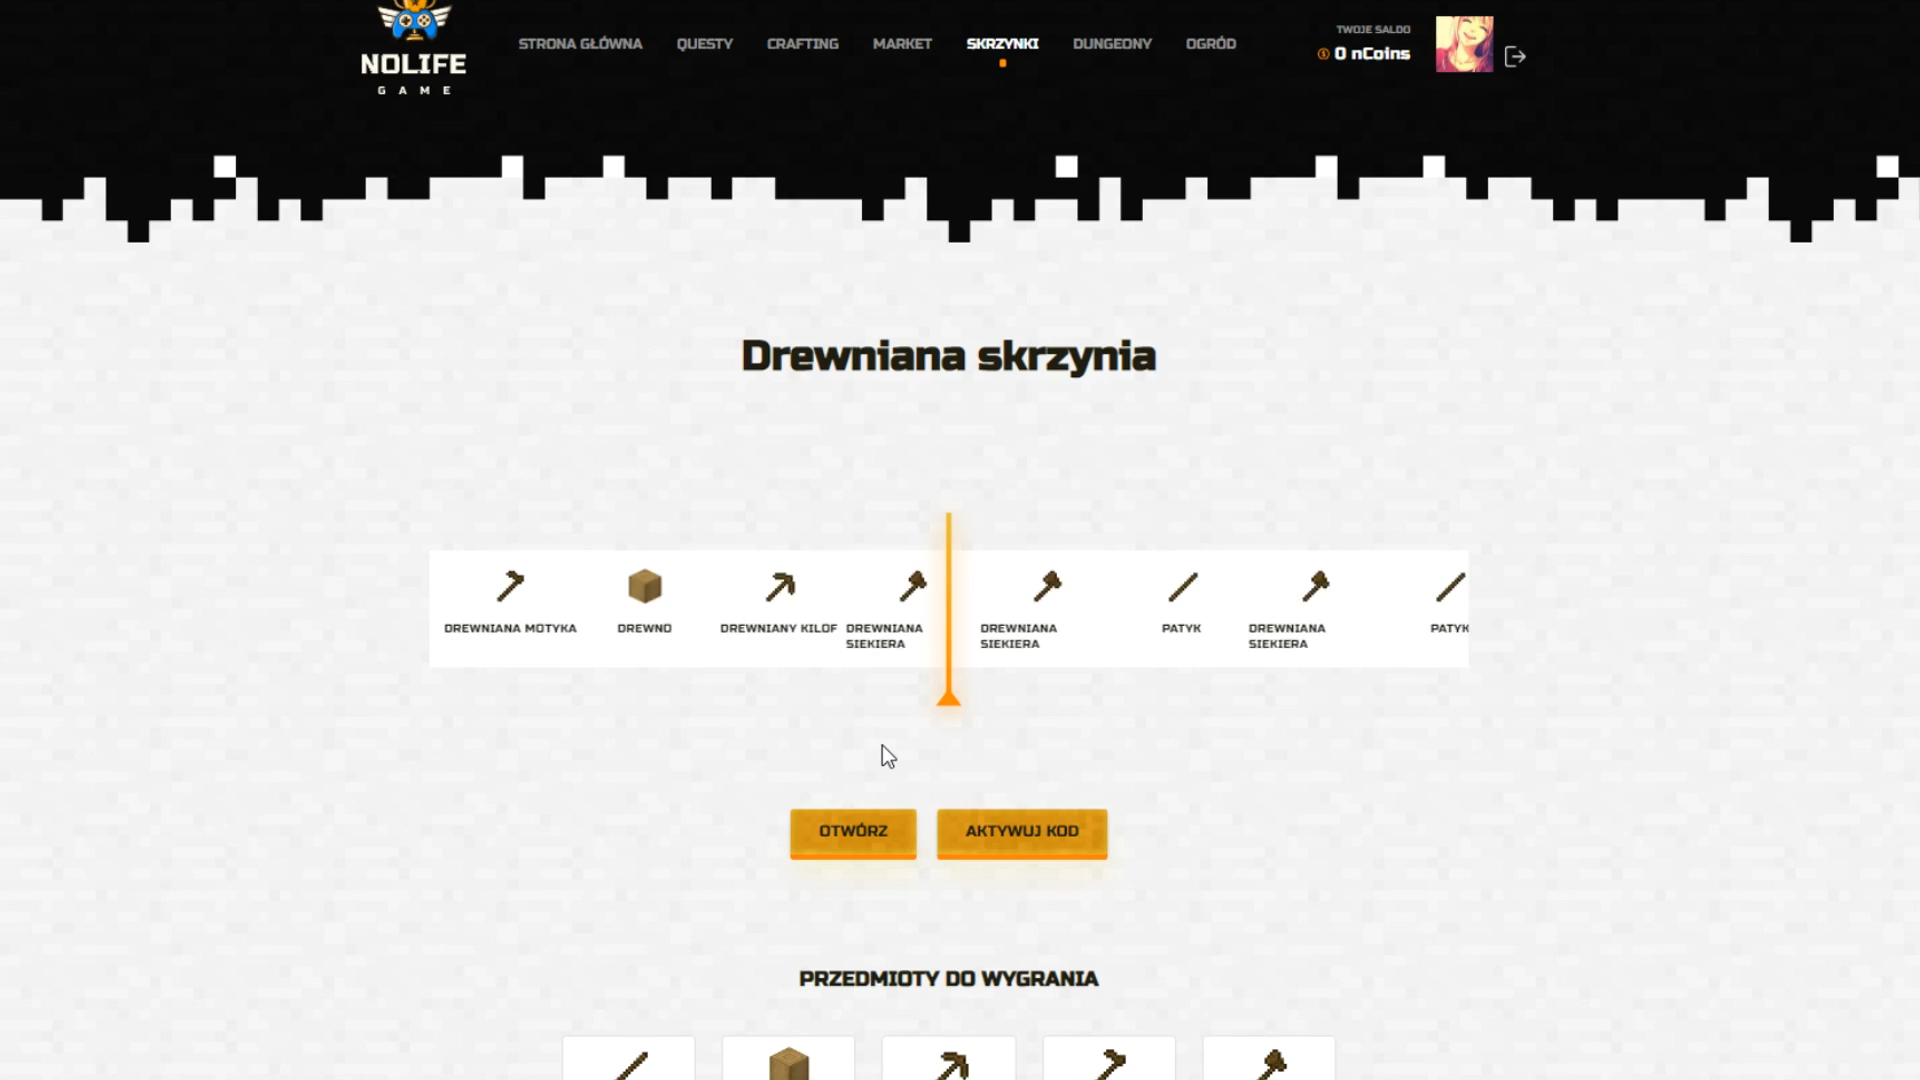 NOLIFE
GAME
STRONA GŁÓWNA QUESTY CRAFTING MARKET SKRZYNKI DUNGEONY OGRÓD
TWOJE SALDO
0 nCoins
Drewniana skrzynia
DREWNIANA MOTYKA
DREWNO
DREWNIANY KILOF
DREWNIANA
SIEKIERA
DREWNIANA
SIEKIERA
PATYK
DREWNIANA
SIEKIERA
PATYK
OTWÓRZ
AKTYWUJ KOD
PRZEDMIOTY DO WYGRANIA